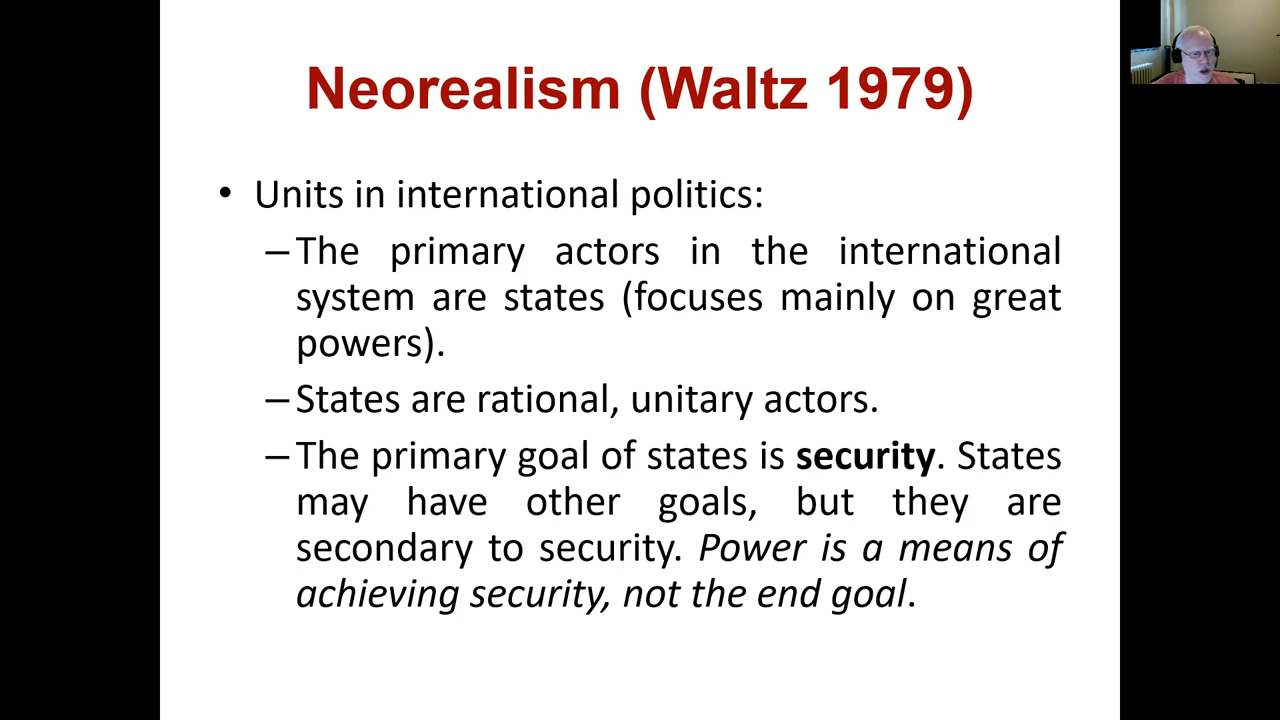 Neorealism (Waltz 1979)
• Units in international politics:
– The primary actors in the international
system are states (focuses mainly on great
powers).
– States are rational, unitary actors.
– The primary goal of states is security. States
may have other goals, but they are
secondary to security. Power is a means of
achieving security, not the end goal.